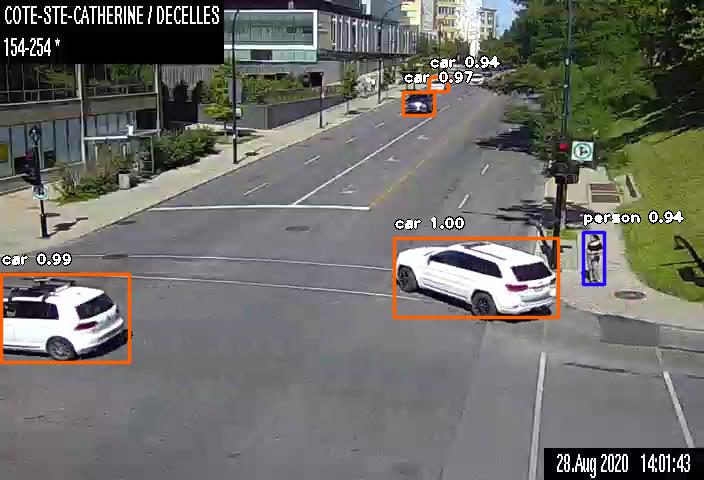 COTE-STE-CATHERINE / DECELLES
154-254 *
car 0.94
car 0.97
person 0.94
car 1.00
car 0.99
28.Aug 2020 14:01:43